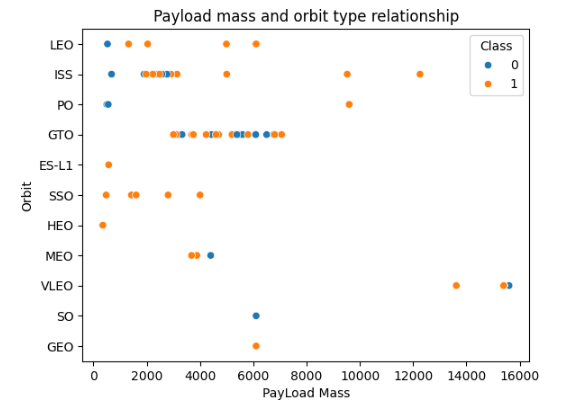 Payload mass and orbit type relationship
Class
0
1
Orbit
LEO
ISS
PO
GTO
ES-L1
SSO
HEO
MEO
VLEO
SO
GEO
0 2000 4000 6000 8000 10000 12000 14000 16000
PayLoad Mass